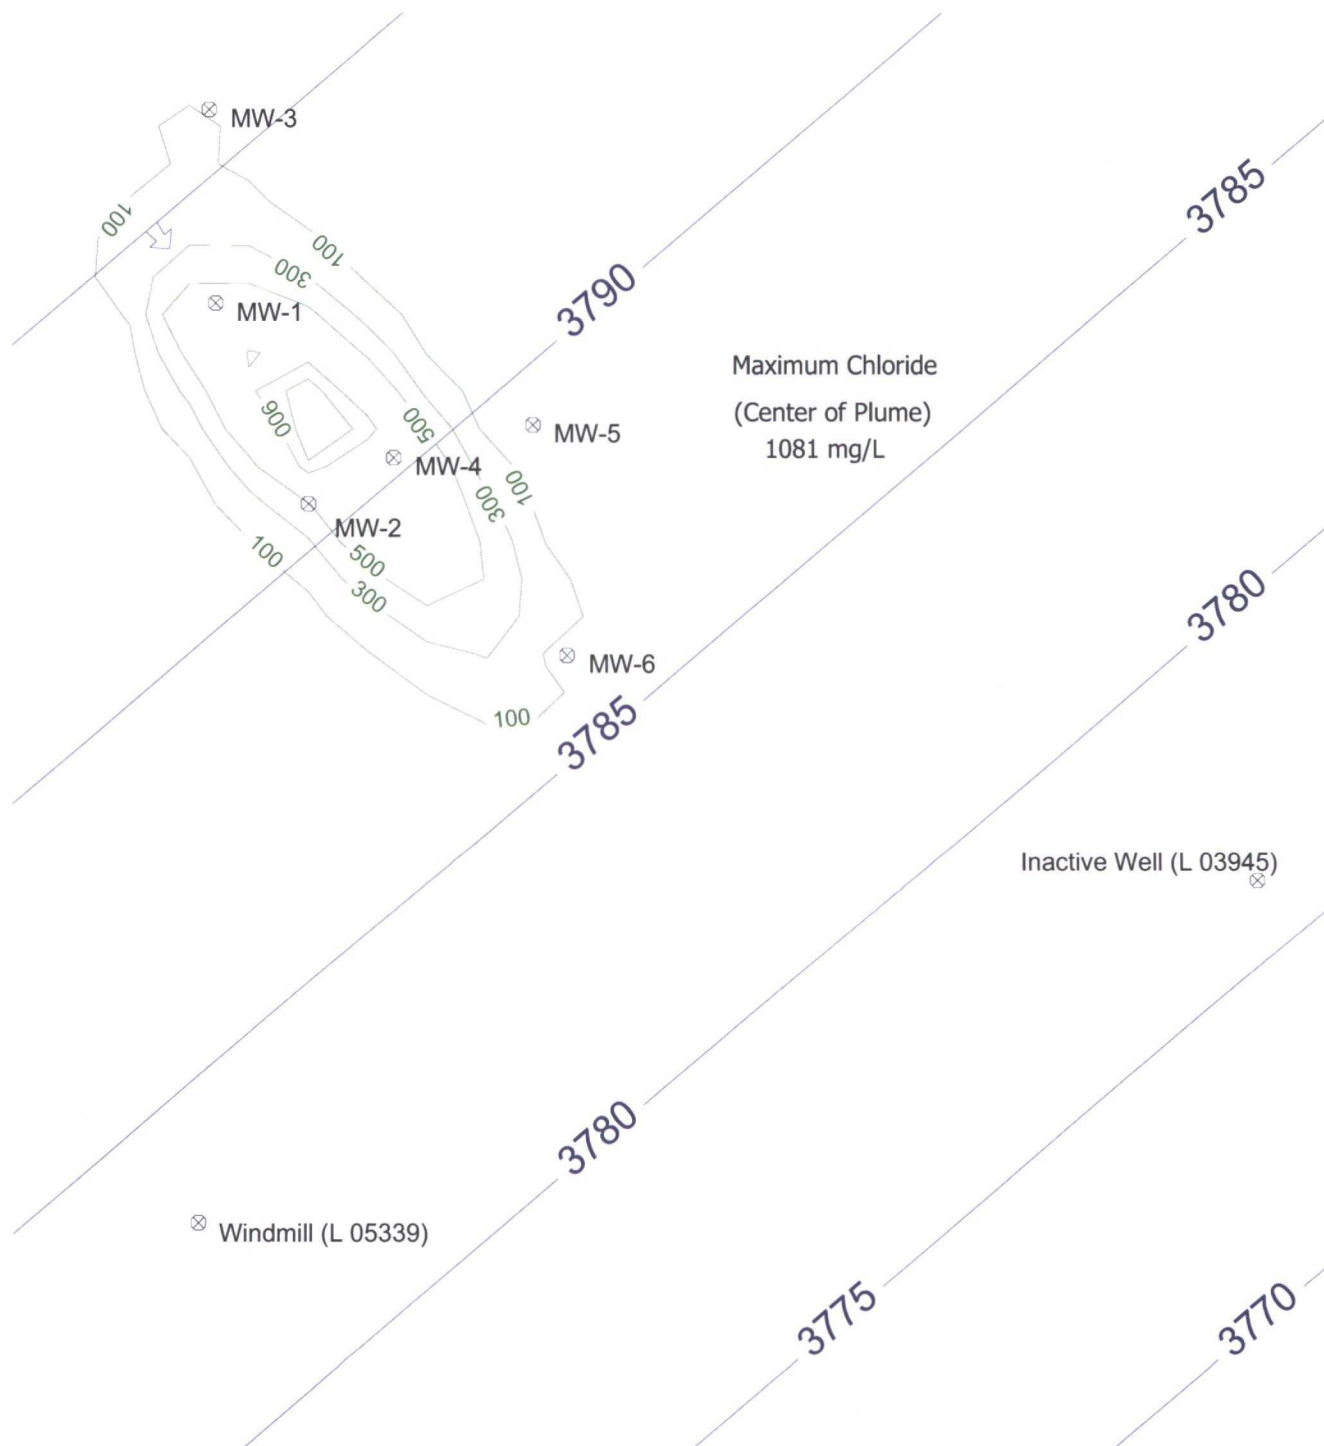 MW-3
100
100
3785
300
3790
MW-1
Maximum Chloride
(Center of Plume)
1081 mg/L
900
500
MW-5
MW-4
100
300
MW-2
100
500
300
3780
MW-6
100
3785
Inactive Well (L 03945)
3780
Windmill (L 05339)
3775
3770